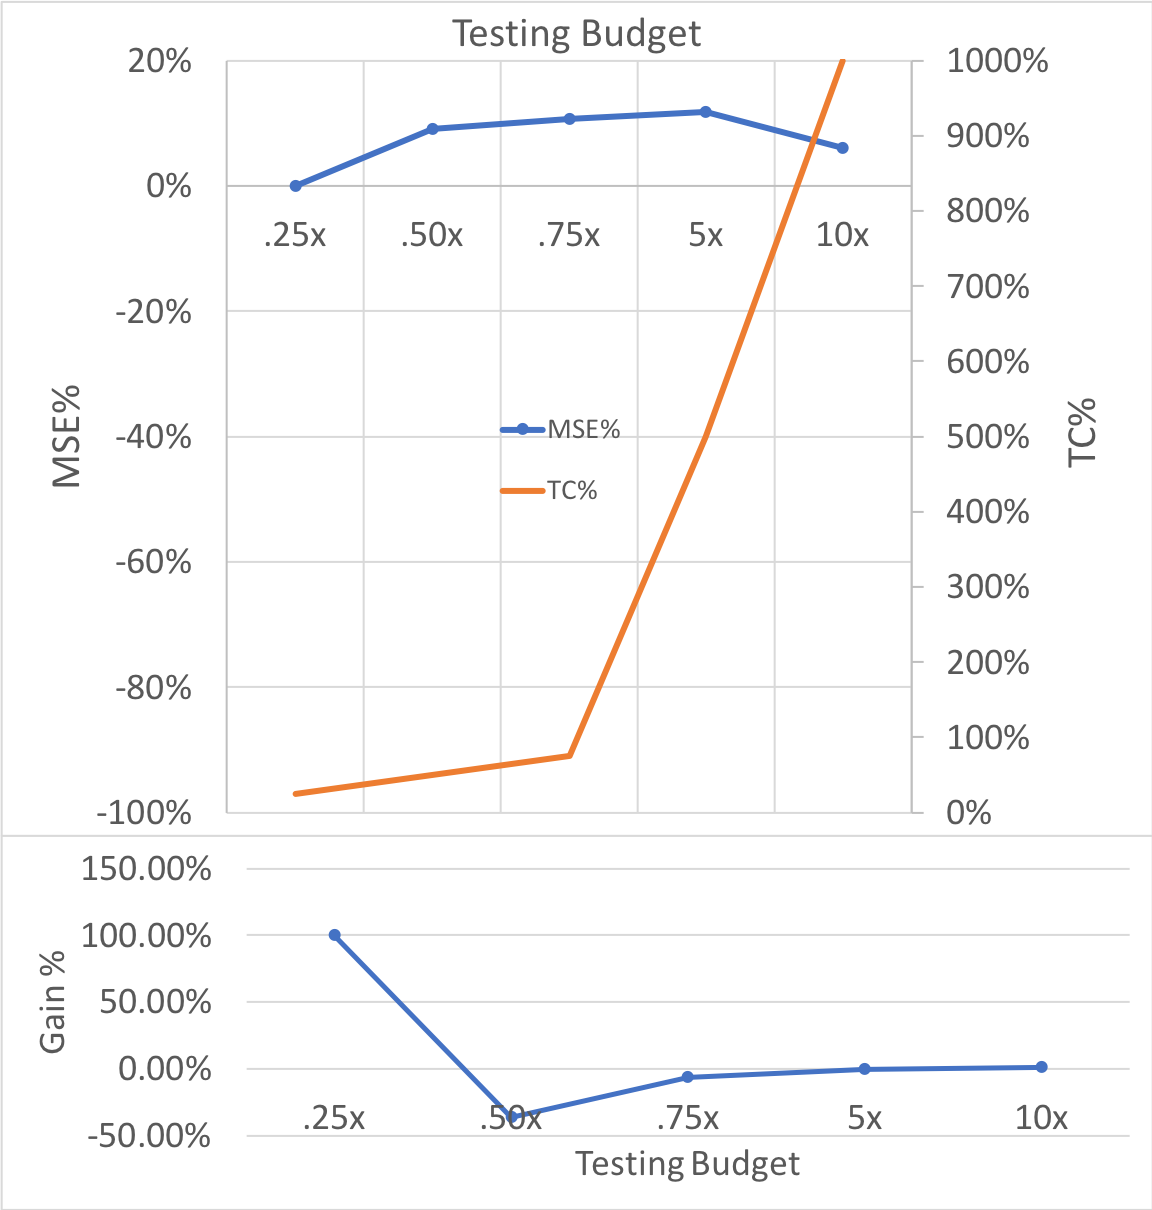 Testing Budget
20%
0%
-20%
-40%
-60%
-80%
-100%
MSE%
1000%
900%
800%
700%
600%
500%
400%
300%
200%
100%
0%
TC%
.25x .50x .75x 5x 10x
MSE%
TC%
150.00%
100.00%
50.00%
0.00%
-50.00%
Gain %
.25x .50x .75x 5x 10x
Testing Budget